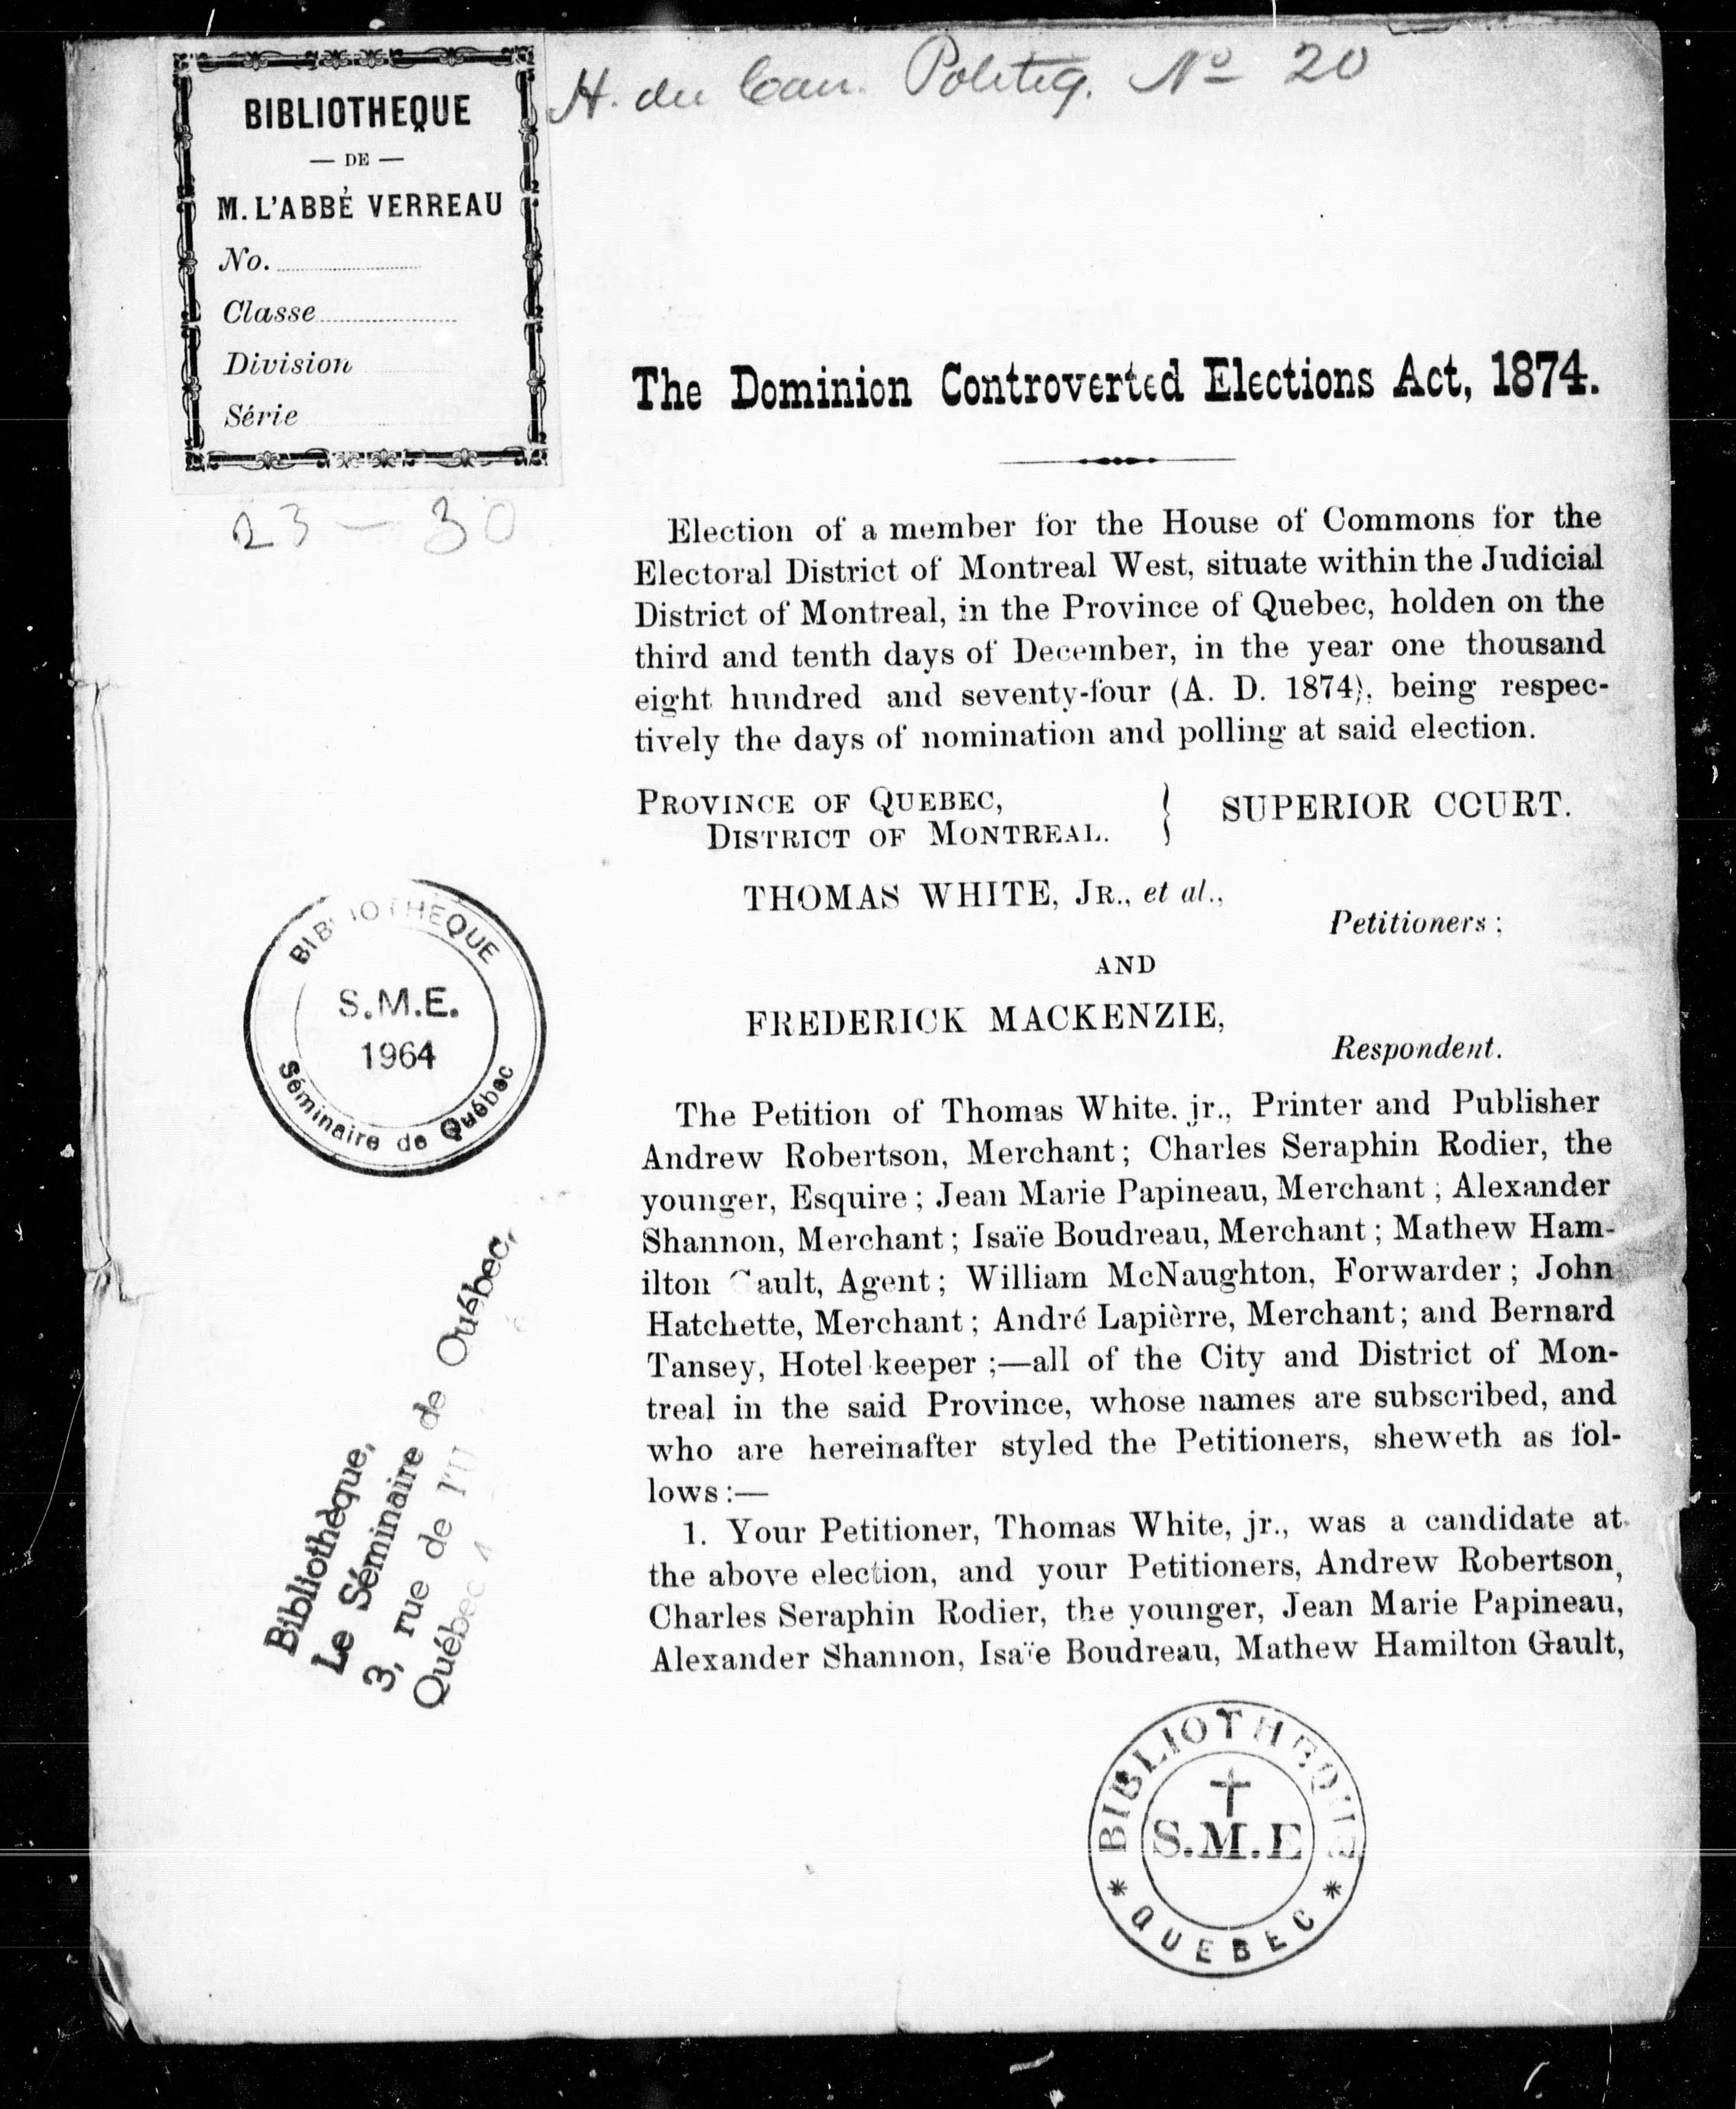 H. du Can. Politiq. No 20
BIBLIOTHEQUE
— DE —
M. L'ABBÉ VERREAU
No.
Classe
Division
Série
23 — 30
The Dominion Controverted Elections Act, 1874.
Election of a member for the House of Commons for the
Electoral District of Montreal West, situate within the Judicial
District of Montreal, in the Province of Quebec, holden on the
third and tenth days of December, in the year one thousand
eight hundred and seventy-four (A. D. 1874), being respec-
tively the days of nomination and polling at said election.
PROVINCE OF QUEBEC, } SUPERIOR COURT.
DISTRICT OF MONTREAL.
THOMAS WHITE, JR., et al.,
Petitioners;
AND
FREDERICK MACKENZIE,
Respondent.
The Petition of Thomas White. jr., Printer and Publisher
Andrew Robertson, Merchant; Charles Seraphin Rodier, the
younger, Esquire; Jean Marie Papineau, Merchant; Alexander
Shannon, Merchant; Isaïe Boudreau, Merchant; Mathew Ham-
ilton Gault, Agent; William McNaughton, Forwarder; John
Hatchette, Merchant; André Lapièrre, Merchant; and Bernard
Tansey, Hotel keeper;—all of the City and District of Mon-
treal in the said Province, whose names are subscribed, and
who are hereinafter styled the Petitioners, sheweth as fol-
lows:—
1. Your Petitioner, Thomas White, jr., was a candidate at
the above election, and your Petitioners, Andrew Robertson,
Charles Seraphin Rodier, the younger, Jean Marie Papineau,
Alexander Shannon, Isaïe Boudreau, Mathew Hamilton Gault,
BIBLIOTHEQUE
S.M.E.
1964
Séminaire de Québec
Bibliothèque,
Le Séminaire de Québec,
3, rue de
Québec 4
BIBLIOTHEQUE
S.M.E
* QUEBEC *